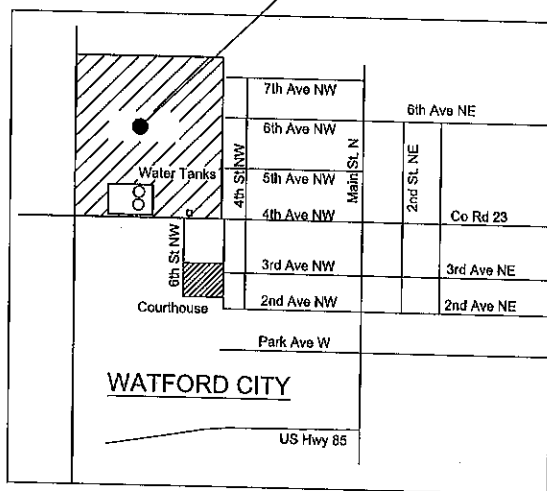 7th Ave NW
6th Ave NE
6th Ave NW
Water Tanks
4th St NW
5th Ave NW
Main St. N
2nd St. NE
4th Ave NW
Co Rd 23
6th St NW
3rd Ave NW
3rd Ave NE
2nd Ave NW
2nd Ave NE
Courthouse
Park Ave W
WATFORD CITY
US Hwy 85